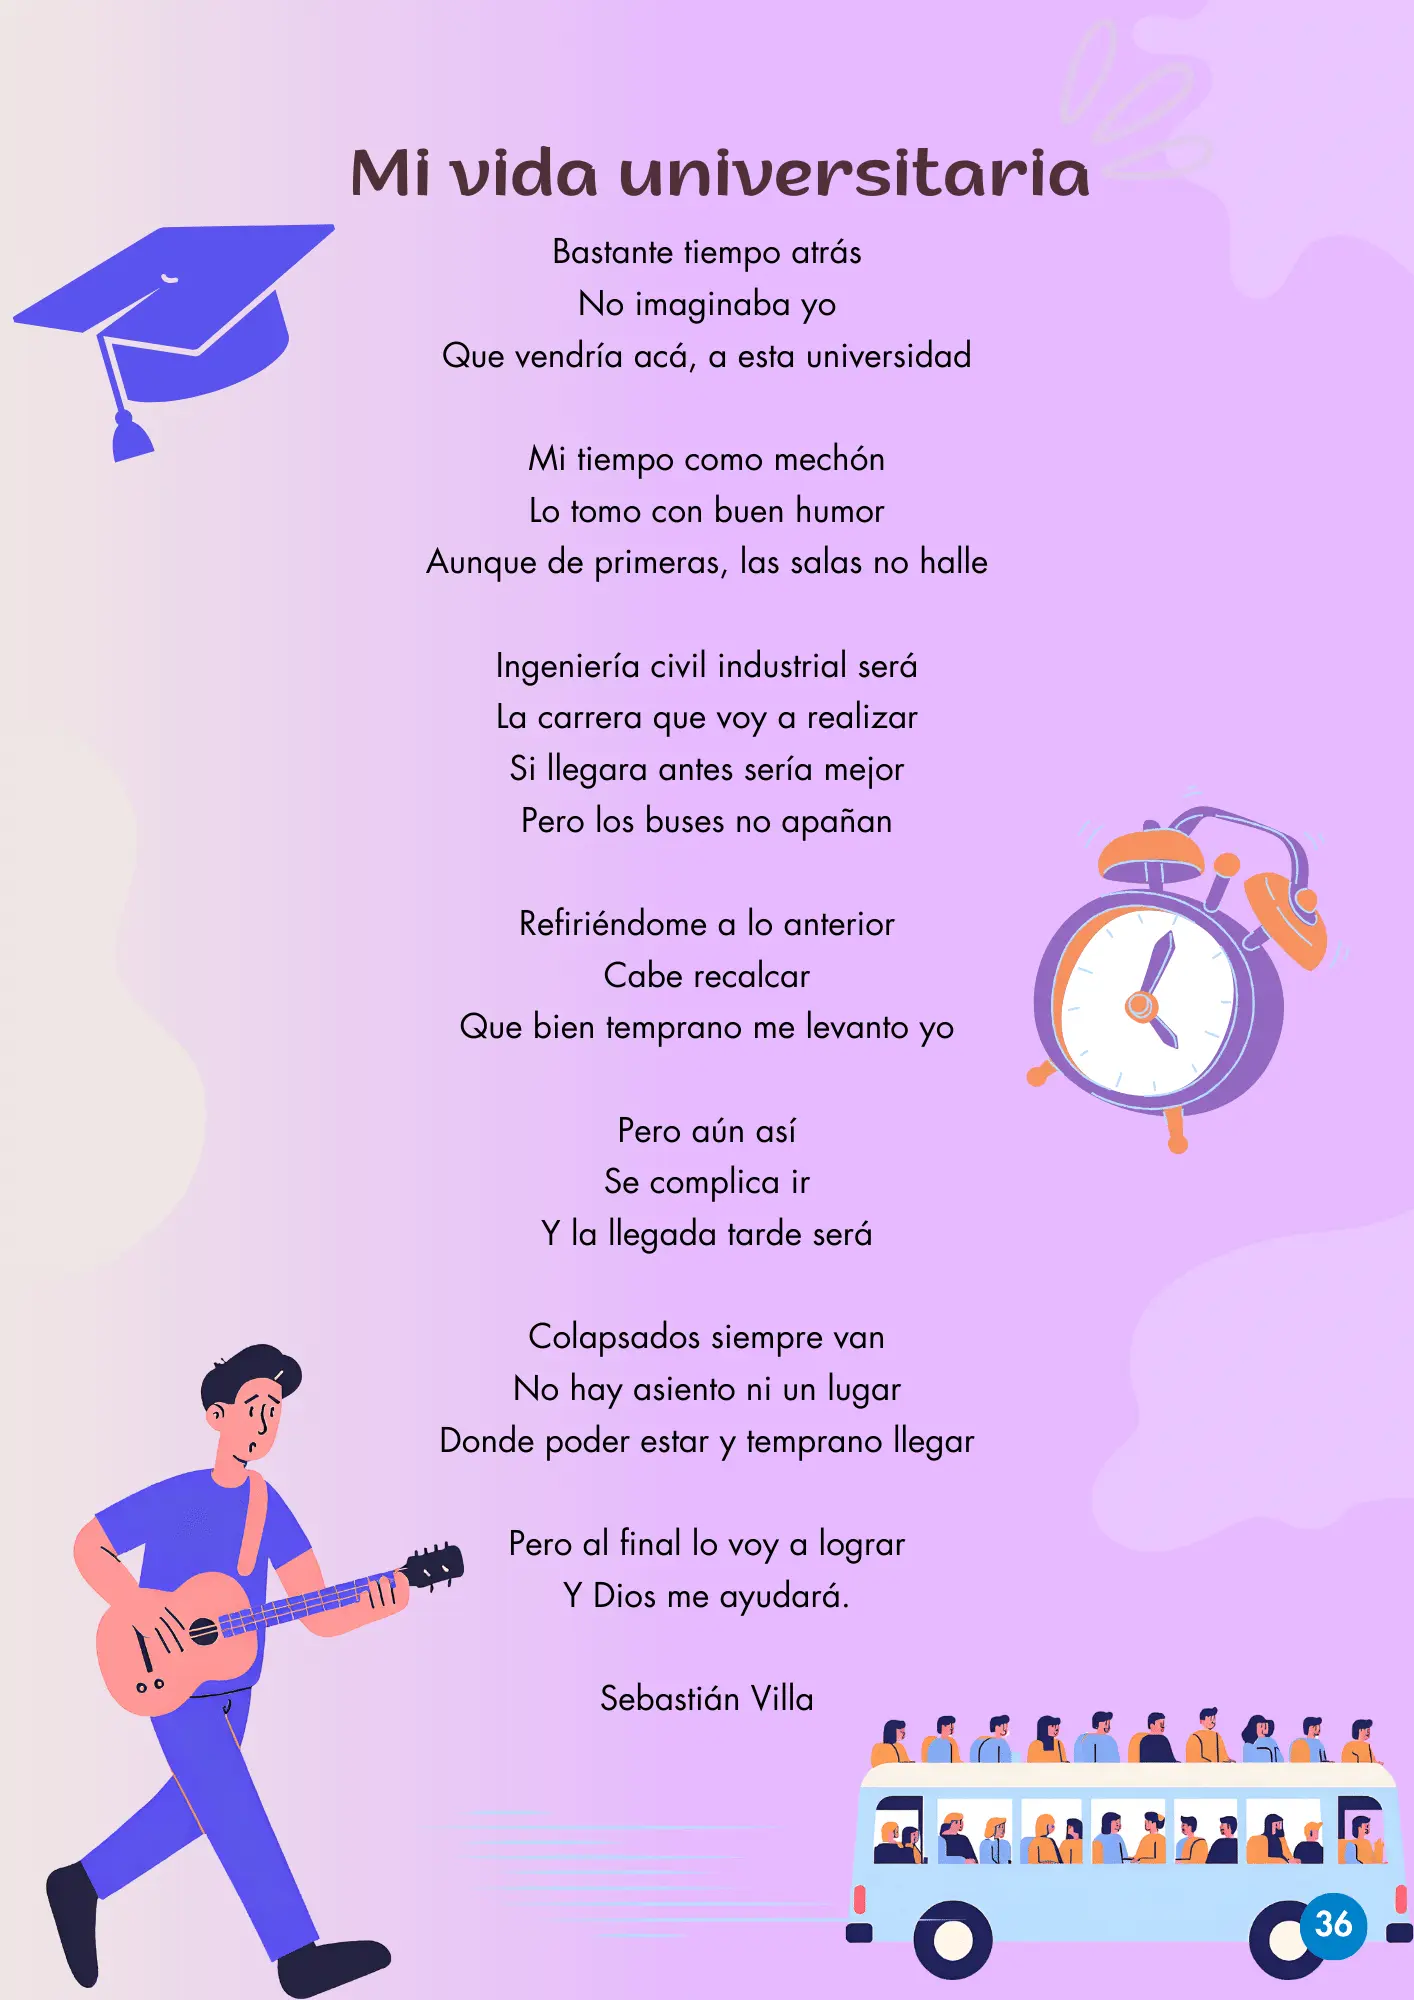 Mi vida universitaria
Bastante tiempo atrás
No imaginaba yo
Que vendría acá, a esta universidad
Mi tiempo como mechón
Lo tomo con buen humor
Aunque de primeras, las salas no halle
Ingeniería civil industrial será
La carrera que voy a realizar
Si llegara antes sería mejor
Pero los buses no apañan
Refiriéndome a lo anterior
Cabe recalcar
Que bien temprano me levanto yo
Pero aún así
Se complica ir
Y la llegada tarde será
Colapsados siempre van
No hay asiento ni un lugar
Donde poder estar y temprano llegar
Pero al final lo voy a lograr
Y Dios me ayudará.
Sebastián Villa
36